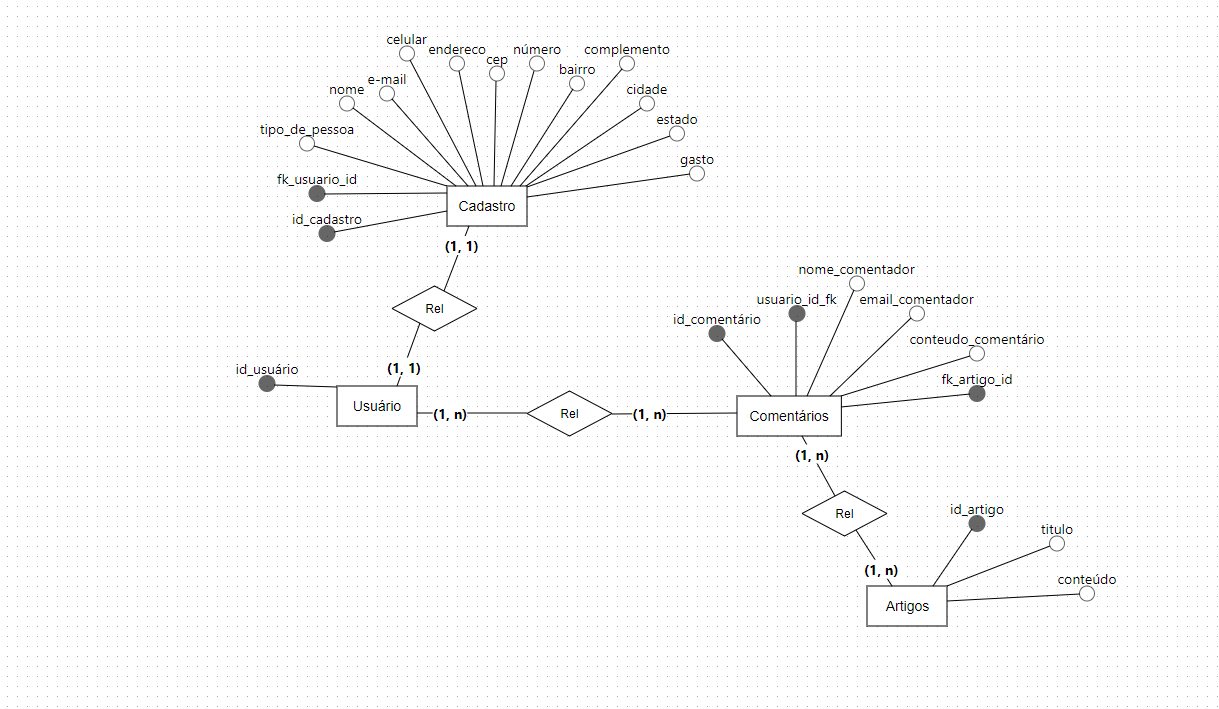 celular
endereco
número
complemento
cep
bairro
e-mail
nome
cidade
estado
tipo_de_pessoa
gasto
fk_usuario_id
Cadastro
id_cadastro
(1, 1)
nome_comentador
usuario_id_fk
email_comentador
Rel
id_comentário
conteudo_comentário
(1, 1)
id_usuário
fk_artigo_id
Usuário
(1, n)
Rel
(1, n)
Comentários
(1, n)
Rel
id_artigo
titulo
(1, n)
conteúdo
Artigos